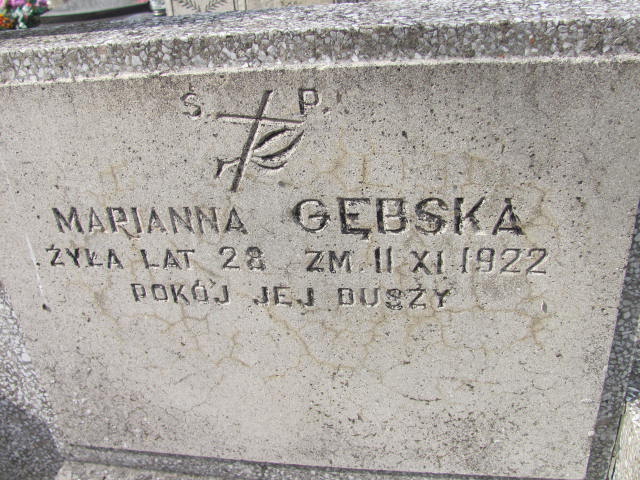 Ś. P.
MARIANNA GĘBSKA
ŻYŁA LAT 28 ZM. 11 XI 1922
POKÓJ JEJ DUSZY